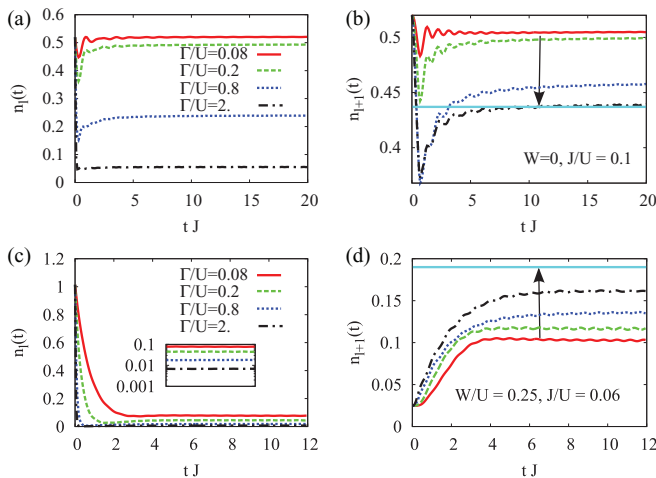 (a)
n_l(t)
0.6
0.5
0.4
0.3
0.2
0.1
0
Γ/U=0.08
Γ/U=0.2
Γ/U=0.8
Γ/U=2.
0 5 10 15 20
t J
(b)
n_{l+1}(t)
0.5
0.45
0.4
W=0, J/U = 0.1
0 5 10 15 20
t J
(c)
n_l(t)
1.2
1
0.8
0.6
0.4
0.2
0
Γ/U=0.08
Γ/U=0.2
Γ/U=0.8
Γ/U=2.
0.1
0.01
0.001
0 2 4 6 8 10 12
t J
(d)
n_{l+1}(t)
0.2
0.15
0.1
0.05
0
W/U = 0.25, J/U = 0.06
0 2 4 6 8 10 12
t J